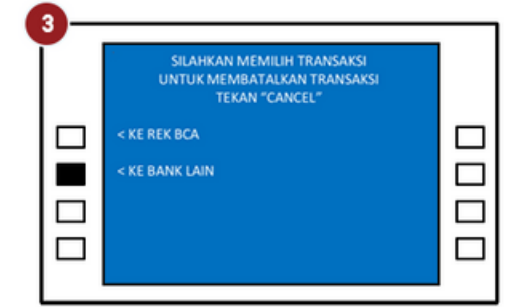 3
SILAHKAN MEMILIH TRANSAKSI
UNTUK MEMBATALKAN TRANSAKSI
TEKAN "CANCEL"
< KE REK BCA
< KE BANK LAIN